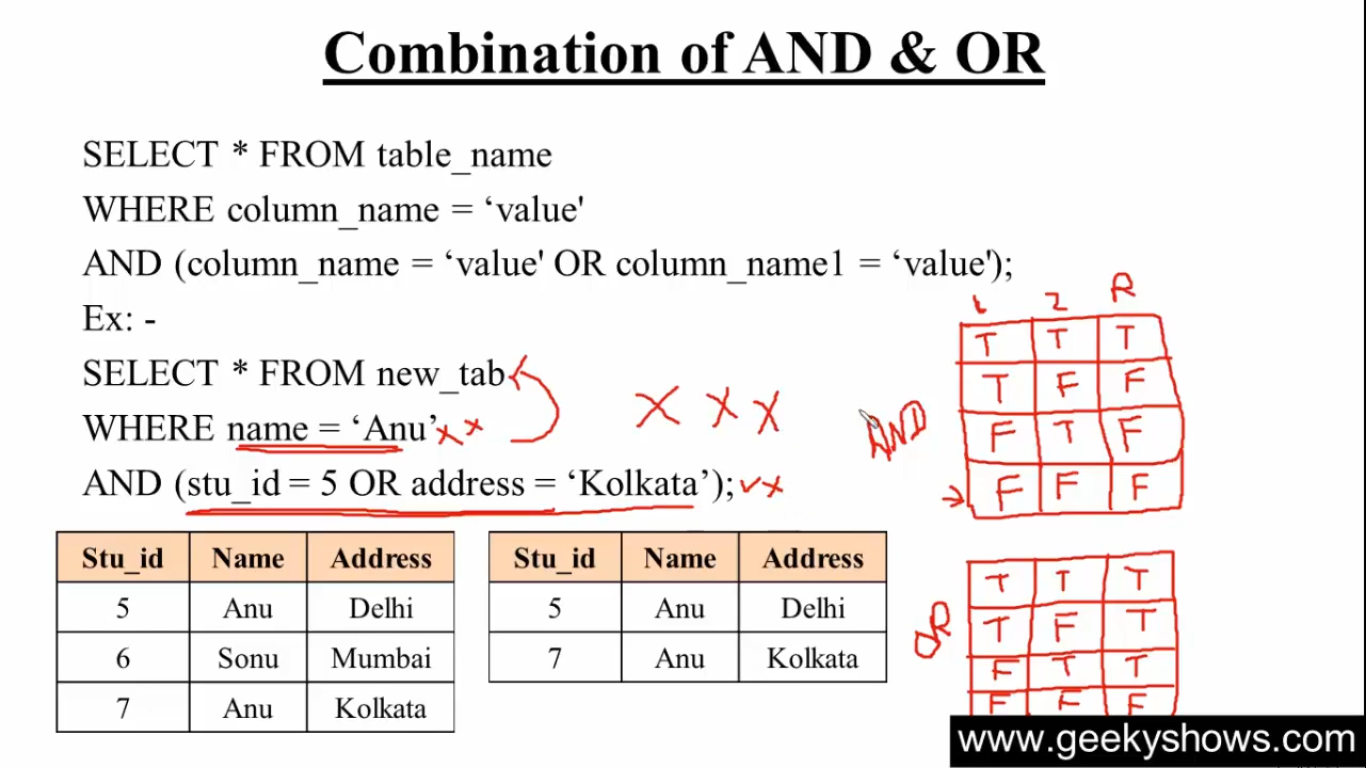 Combination of AND & OR
SELECT * FROM table_name
WHERE column_name = ‘value'
AND (column_name = ‘value' OR column_name1 = ‘value');
Ex: -
SELECT * FROM new_tab
WHERE name = ‘Anu’
AND (stu_id = 5 OR address = ‘Kolkata’);
Stu_id Name Address
5 Anu Delhi
6 Sonu Mumbai
7 Anu Kolkata
Stu_id Name Address
5 Anu Delhi
7 Anu Kolkata
X X X
1 2 R
AND
T T T
T F F
F T F
F F F
OR
T T T
T F T
F T T
F F F
www.geekyshows.com